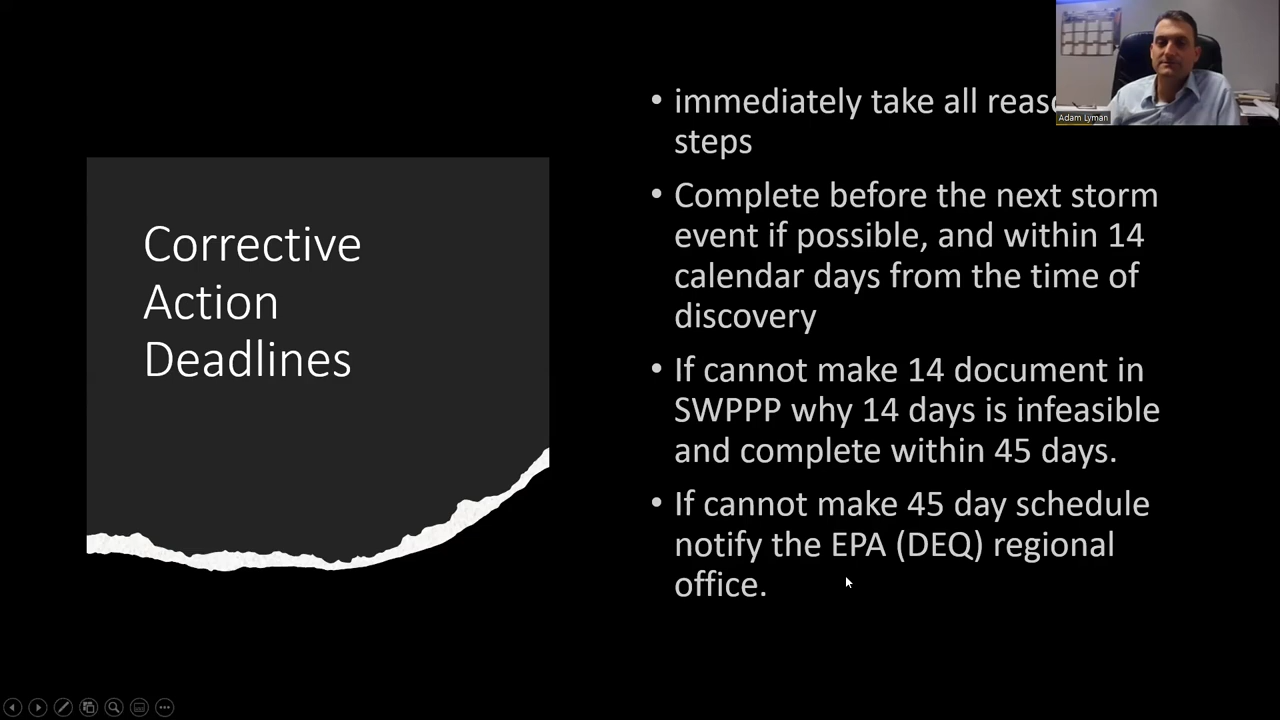 Corrective
Action
Deadlines
• immediately take all
steps
• Complete before the next storm
event if possible, and within 14
calendar days from the time of
discovery
• If cannot make 14 document in
SWPPP why 14 days is infeasible
and complete within 45 days.
• If cannot make 45 day schedule
notify the EPA (DEQ) regional
office.
Adam Lyman